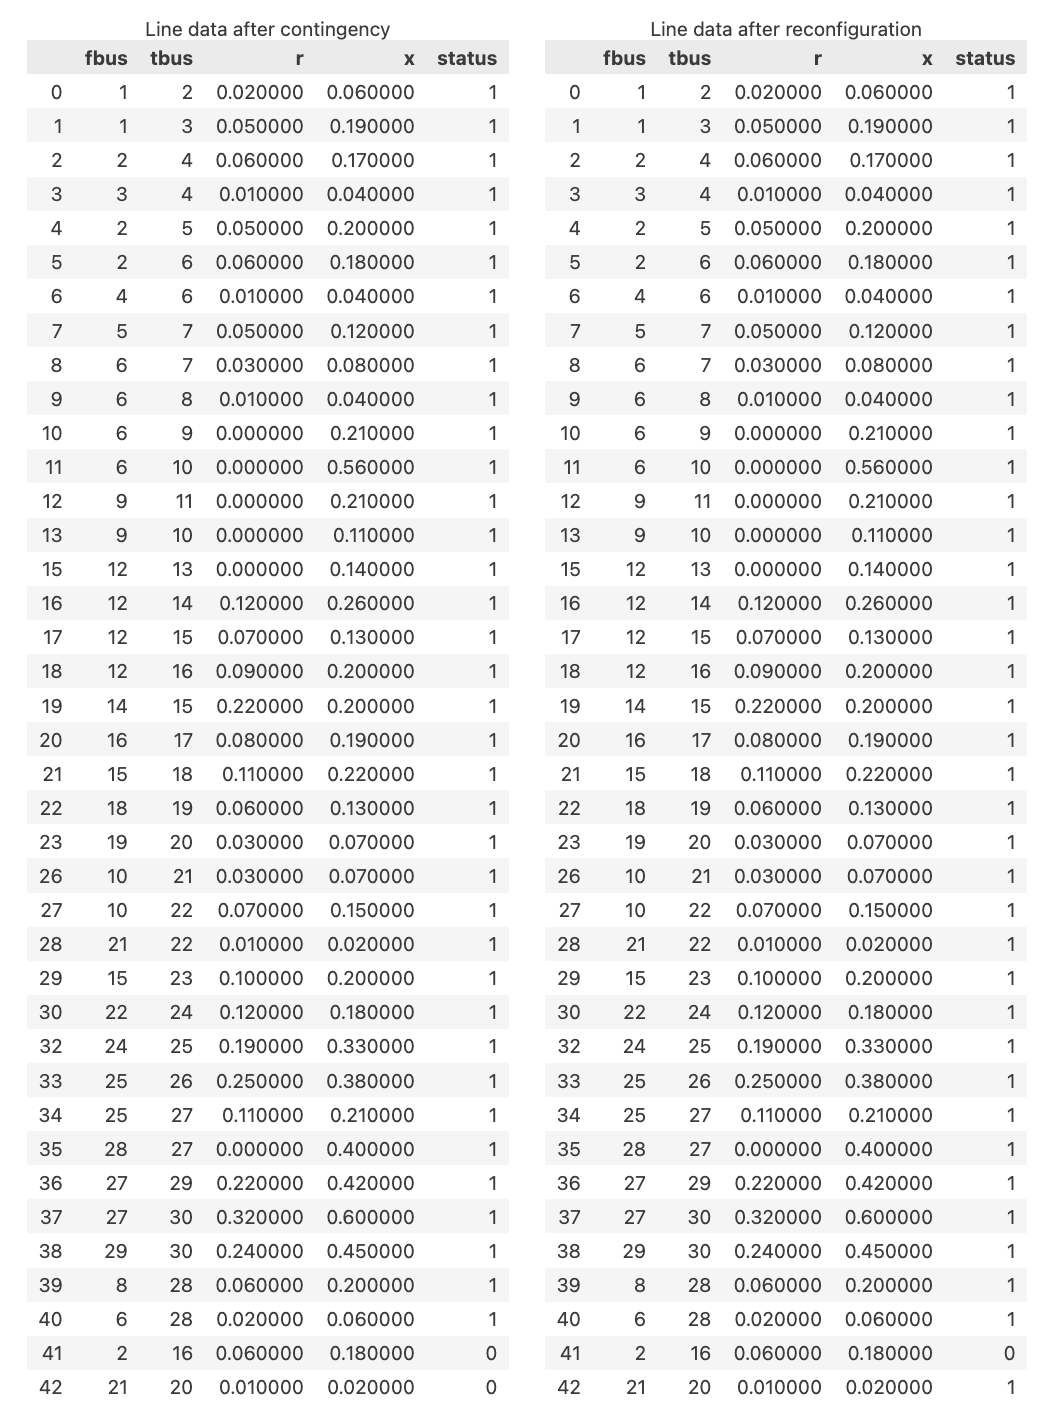 Line data after contingency Line data after reconfiguration
fbus tbus r x status fbus tbus r x status
0 1 2 0.020000 0.060000 1 0 1 2 0.020000 0.060000 1
1 1 3 0.050000 0.190000 1 1 1 3 0.050000 0.190000 1
2 2 4 0.060000 0.170000 1 2 2 4 0.060000 0.170000 1
3 3 4 0.010000 0.040000 1 3 3 4 0.010000 0.040000 1
4 2 5 0.050000 0.200000 1 4 2 5 0.050000 0.200000 1
5 2 6 0.060000 0.180000 1 5 2 6 0.060000 0.180000 1
6 4 6 0.010000 0.040000 1 6 4 6 0.010000 0.040000 1
7 5 7 0.050000 0.120000 1 7 5 7 0.050000 0.120000 1
8 6 7 0.030000 0.080000 1 8 6 7 0.030000 0.080000 1
9 6 8 0.010000 0.040000 1 9 6 8 0.010000 0.040000 1
10 6 9 0.000000 0.210000 1 10 6 9 0.000000 0.210000 1
11 6 10 0.000000 0.560000 1 11 6 10 0.000000 0.560000 1
12 9 11 0.000000 0.210000 1 12 9 11 0.000000 0.210000 1
13 9 10 0.000000 0.110000 1 13 9 10 0.000000 0.110000 1
15 12 13 0.000000 0.140000 1 15 12 13 0.000000 0.140000 1
16 12 14 0.120000 0.260000 1 16 12 14 0.120000 0.260000 1
17 12 15 0.070000 0.130000 1 17 12 15 0.070000 0.130000 1
18 12 16 0.090000 0.200000 1 18 12 16 0.090000 0.200000 1
19 14 15 0.220000 0.200000 1 19 14 15 0.220000 0.200000 1
20 16 17 0.080000 0.190000 1 20 16 17 0.080000 0.190000 1
21 15 18 0.110000 0.220000 1 21 15 18 0.110000 0.220000 1
22 18 19 0.060000 0.130000 1 22 18 19 0.060000 0.130000 1
23 19 20 0.030000 0.070000 1 23 19 20 0.030000 0.070000 1
26 10 21 0.030000 0.070000 1 26 10 21 0.030000 0.070000 1
27 10 22 0.070000 0.150000 1 27 10 22 0.070000 0.150000 1
28 21 22 0.010000 0.020000 1 28 21 22 0.010000 0.020000 1
29 15 23 0.100000 0.200000 1 29 15 23 0.100000 0.200000 1
30 22 24 0.120000 0.180000 1 30 22 24 0.120000 0.180000 1
32 24 25 0.190000 0.330000 1 32 24 25 0.190000 0.330000 1
33 25 26 0.250000 0.380000 1 33 25 26 0.250000 0.380000 1
34 25 27 0.110000 0.210000 1 34 25 27 0.110000 0.210000 1
35 28 27 0.000000 0.400000 1 35 28 27 0.000000 0.400000 1
36 27 29 0.220000 0.420000 1 36 27 29 0.220000 0.420000 1
37 27 30 0.320000 0.600000 1 37 27 30 0.320000 0.600000 1
38 29 30 0.240000 0.450000 1 38 29 30 0.240000 0.450000 1
39 8 28 0.060000 0.200000 1 39 8 28 0.060000 0.200000 1
40 6 28 0.020000 0.060000 1 40 6 28 0.020000 0.060000 1
41 2 16 0.060000 0.180000 0 41 2 16 0.060000 0.180000 0
42 21 20 0.010000 0.020000 0 42 21 20 0.010000 0.020000 1